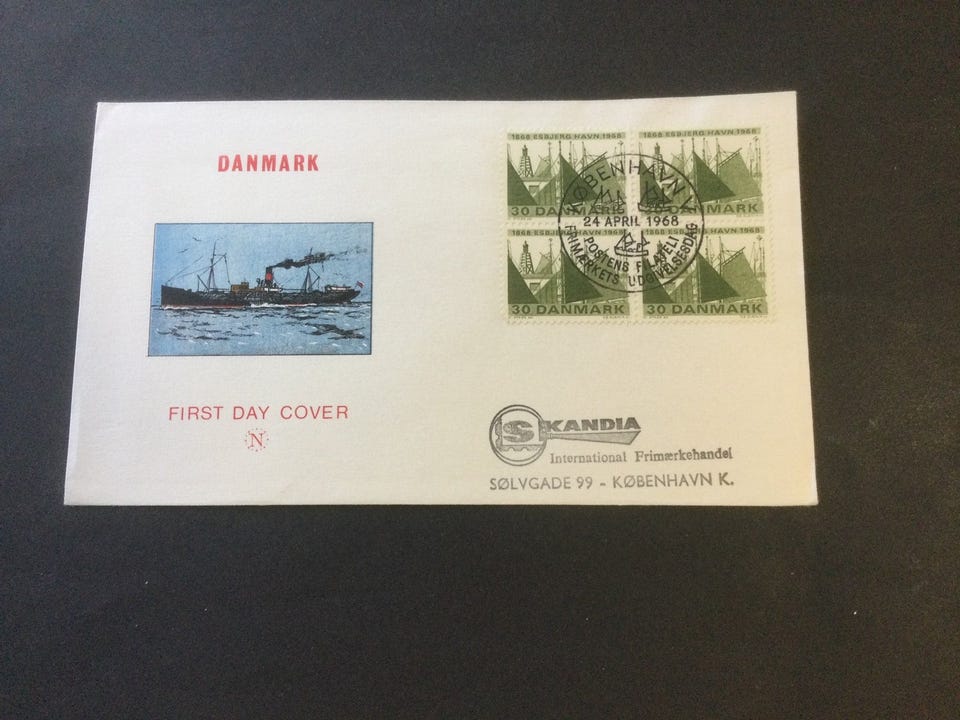 DANMARK
FIRST DAY COVER
N
1868 ESBJERG HAVN 1968
1868 ESBJERG HAVN 1968
30 DANMARK
30 DANMARK
1868 ESBJERG HAVN 1968
1868 ESBJERG HAVN 1968
30 DANMARK
30 DANMARK
KØBENHAVN V
24 APRIL 1968
POSTENS FILATELI
FRIMÆRKETS UDGIVELSESDAG
SKANDIA
International Frimærkehandel
SØLVGADE 99 - KØBENHAVN K.